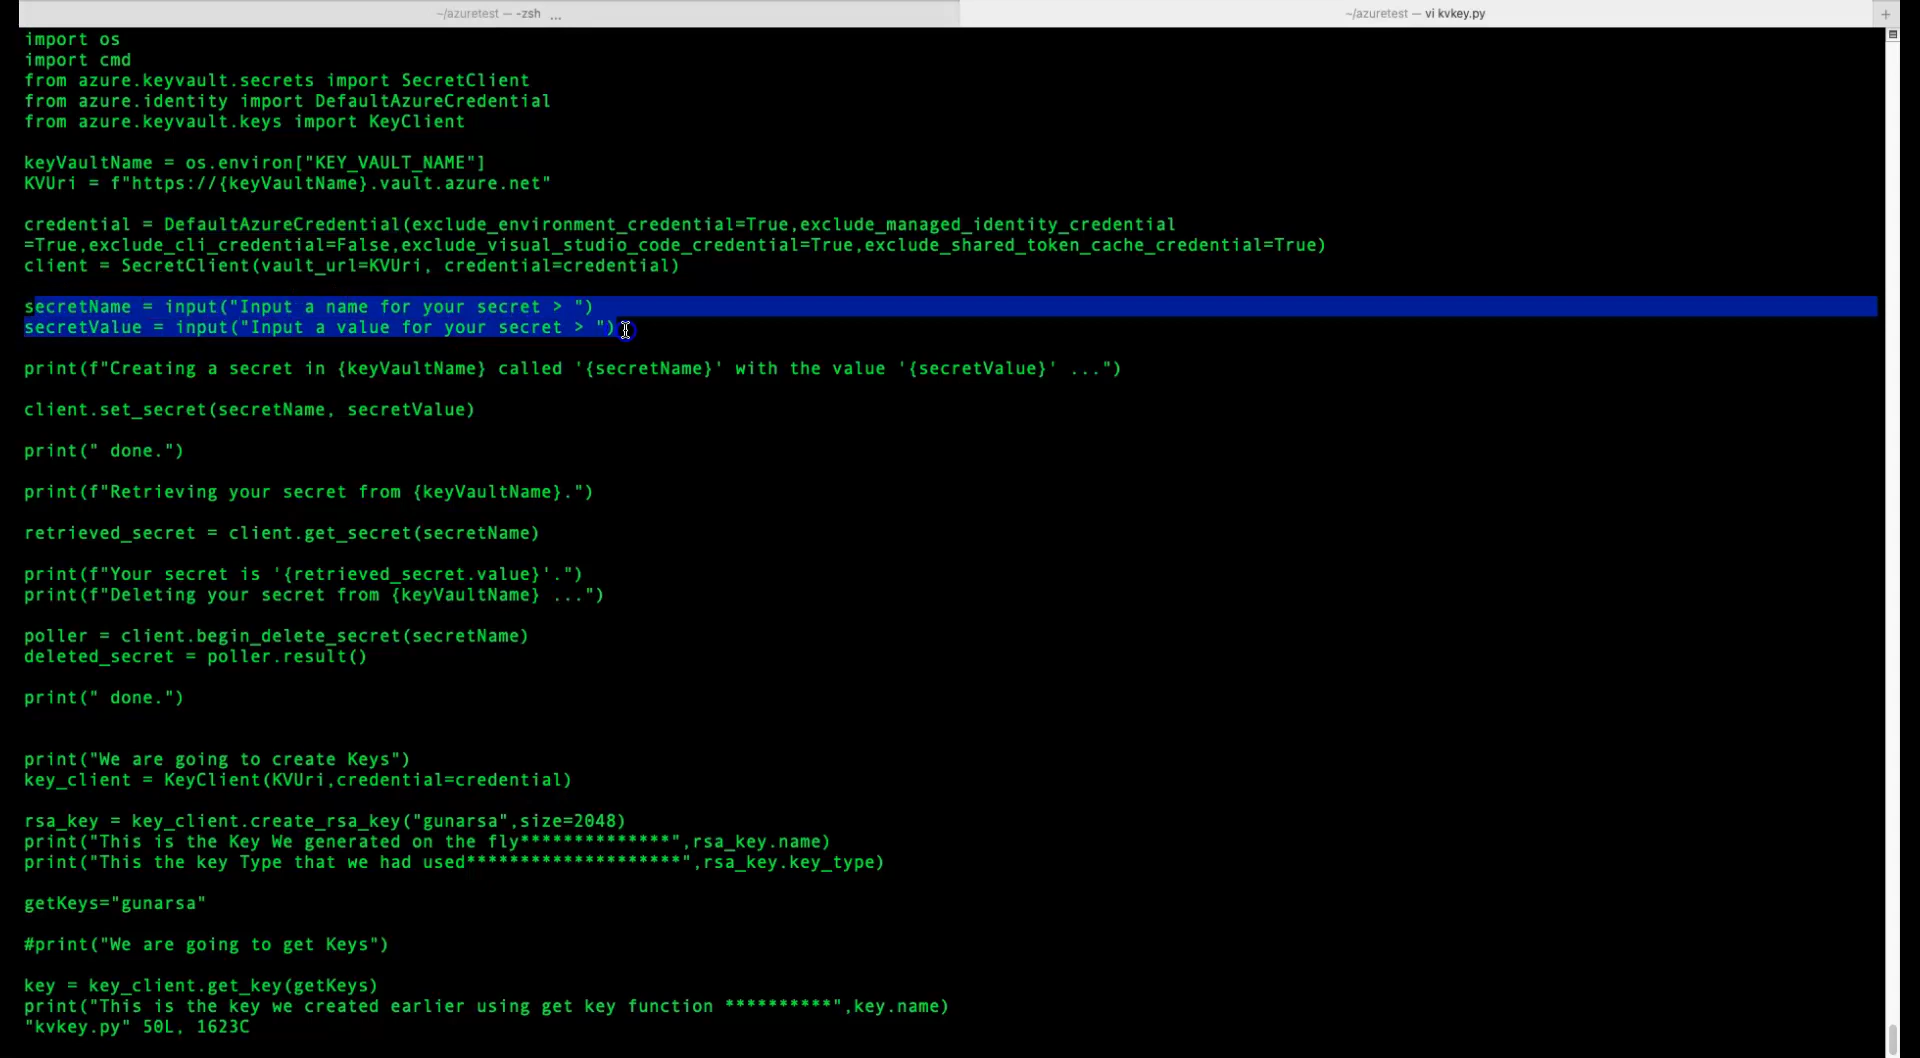 ~/azuretest — -zsh ...
~/azuretest — vi kvkey.py
+
import os
import cmd
from azure.keyvault.secrets import SecretClient
from azure.identity import DefaultAzureCredential
from azure.keyvault.keys import KeyClient
keyVaultName = os.environ["KEY_VAULT_NAME"]
KVUri = f"https://{keyVaultName}.vault.azure.net"
credential = DefaultAzureCredential(exclude_environment_credential=True,exclude_managed_identity_credential
=True,exclude_cli_credential=False,exclude_visual_studio_code_credential=True,exclude_shared_token_cache_credential=True)
client = SecretClient(vault_url=KVUri, credential=credential)
secretName = input("Input a name for your secret > ")
secretValue = input("Input a value for your secret > ")
print(f"Creating a secret in {keyVaultName} called '{secretName}' with the value '{secretValue}' ...")
client.set_secret(secretName, secretValue)
print(" done.")
print(f"Retrieving your secret from {keyVaultName}.")
retrieved_secret = client.get_secret(secretName)
print(f"Your secret is '{retrieved_secret.value}'.")
print(f"Deleting your secret from {keyVaultName} ...")
poller = client.begin_delete_secret(secretName)
deleted_secret = poller.result()
print(" done.")
print("We are going to create Keys")
key_client = KeyClient(KVUri,credential=credential)
rsa_key = key_client.create_rsa_key("gunarsa",size=2048)
print("This is the Key We generated on the fly**************",rsa_key.name)
print("This the key Type that we had used********************",rsa_key.key_type)
getKeys="gunarsa"
#print("We are going to get Keys")
key = key_client.get_key(getKeys)
print("This is the key we created earlier using get key function **********",key.name)
"kvkey.py" 50L, 1623C